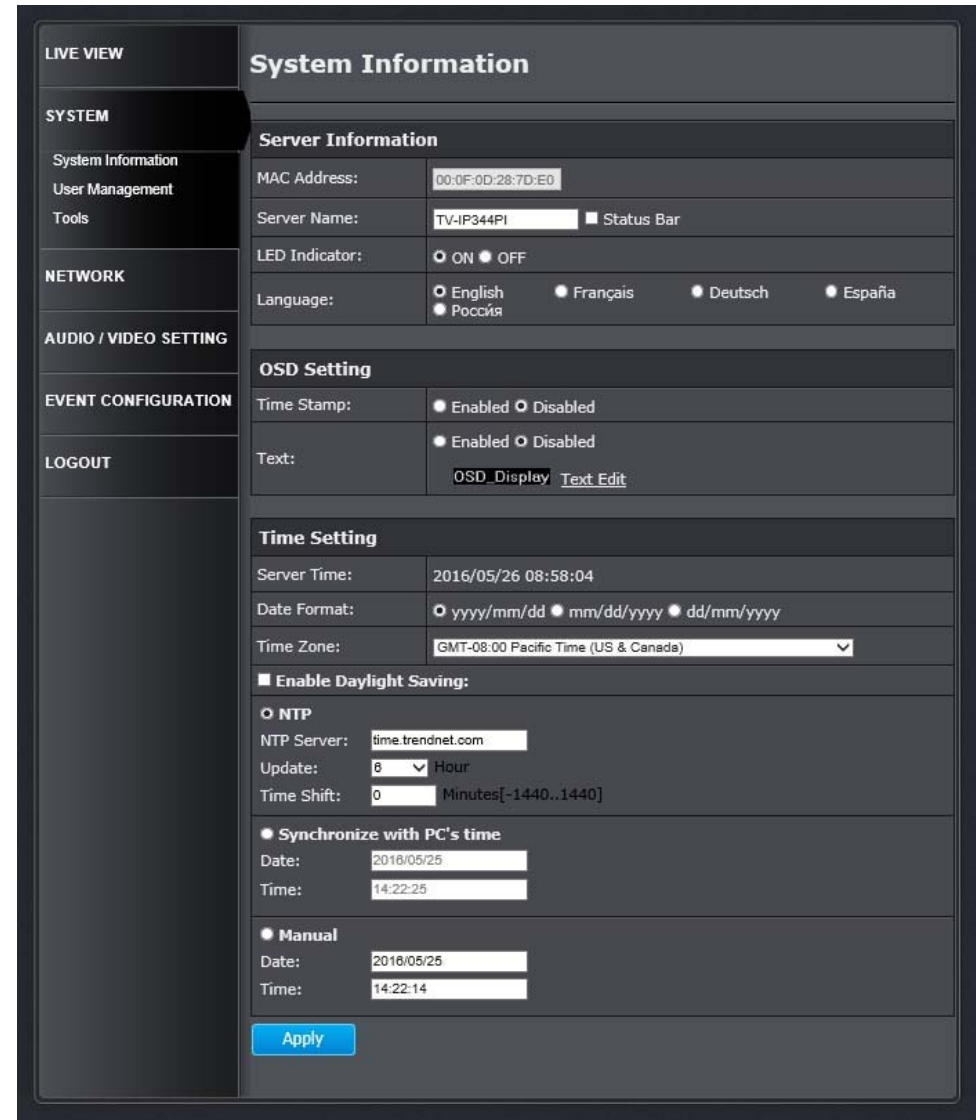 LIVE VIEW
SYSTEM
System Information
User Management
Tools
NETWORK
AUDIO / VIDEO SETTING
EVENT CONFIGURATION
LOGOUT
System Information
Server Information
MAC Address: 00:0F:0D:28:7D:E0
Server Name: TV-IP344PI Status Bar
LED Indicator: ON OFF
Language: English Français Deutsch España
Росси́я
OSD Setting
Time Stamp: Enabled Disabled
Text: Enabled Disabled
OSD_Display Text Edit
Time Setting
Server Time: 2016/05/26 08:58:04
Date Format: yyyy/mm/dd mm/dd/yyyy dd/mm/yyyy
Time Zone: GMT-08:00 Pacific Time (US & Canada)
Enable Daylight Saving:
NTP
NTP Server: time.trendnet.com
Update: 6 Hour
Time Shift: 0 Minutes[-1440..1440]
Synchronize with PC's time
Date: 2016/05/25
Time: 14:22:25
Manual
Date: 2016/05/25
Time: 14:22:14
Apply